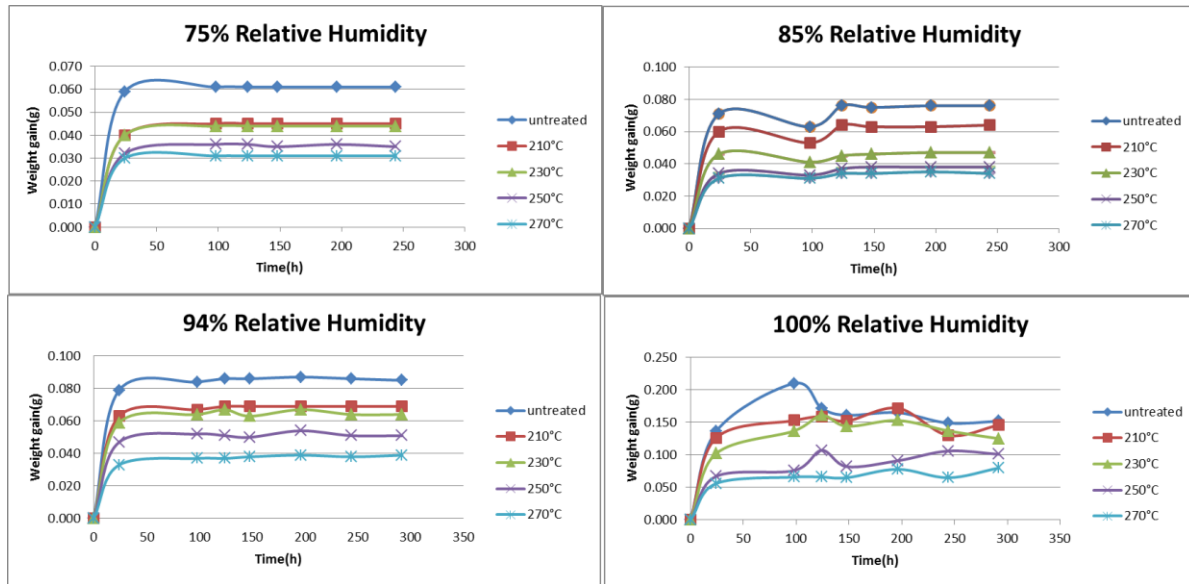 75% Relative Humidity
0.070
0.060
0.050
0.040
0.030
0.020
0.010
0.000
Weight gain(g)
0
50
100
150
200
250
300
Time(h)
untreated
210°C
230°C
250°C
270°C
85% Relative Humidity
0.100
0.080
0.060
0.040
0.020
0.000
Weight gain(g)
0
50
100
150
200
250
300
Time(h)
untreated
210°C
230°C
250°C
270°C
94% Relative Humidity
0.100
0.080
0.060
0.040
0.020
0.000
Weight gain(g)
0
50
100
150
200
250
300
350
Time(h)
untreated
210°C
230°C
250°C
270°C
100% Relative Humidity
0.250
0.200
0.150
0.100
0.050
0.000
Weight gain(g)
0
50
100
150
200
250
300
350
Time(h)
untreated
210°C
230°C
250°C
270°C